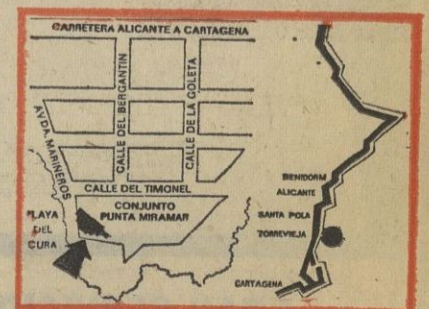 CARRETERA ALICANTE A CARTAGENA
CALLE DEL BERGANTIN
CALLE DE LA GOLETA
AVDA. MARINEROS
CALLE DEL TIMONEL
CONJUNTO
PUNTA MIRAMAR
PLAYA
DEL
CURA
BENIDORM
ALICANTE
SANTA POLA
TORREVIEJA
CARTAGENA